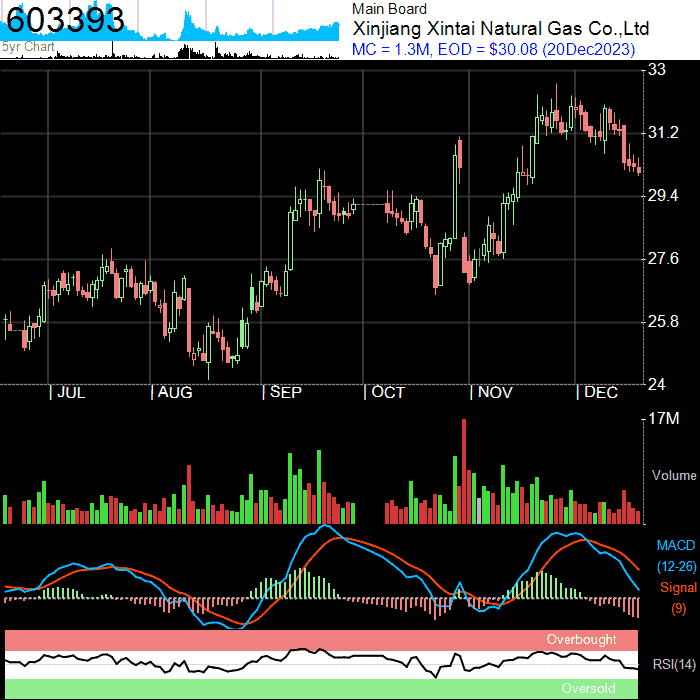 603393
5yr Chart
Main Board
Xinjiang Xintai Natural Gas Co.,Ltd
MC = 1.3M, EOD = $30.08 (20Dec2023)
33
31.2
29.4
27.6
25.8
24
| JUL | AUG | SEP | OCT | NOV | DEC
17M
Volume
MACD
(12-26)
Signal
(9)
Overbought
RSI(14)
Oversold